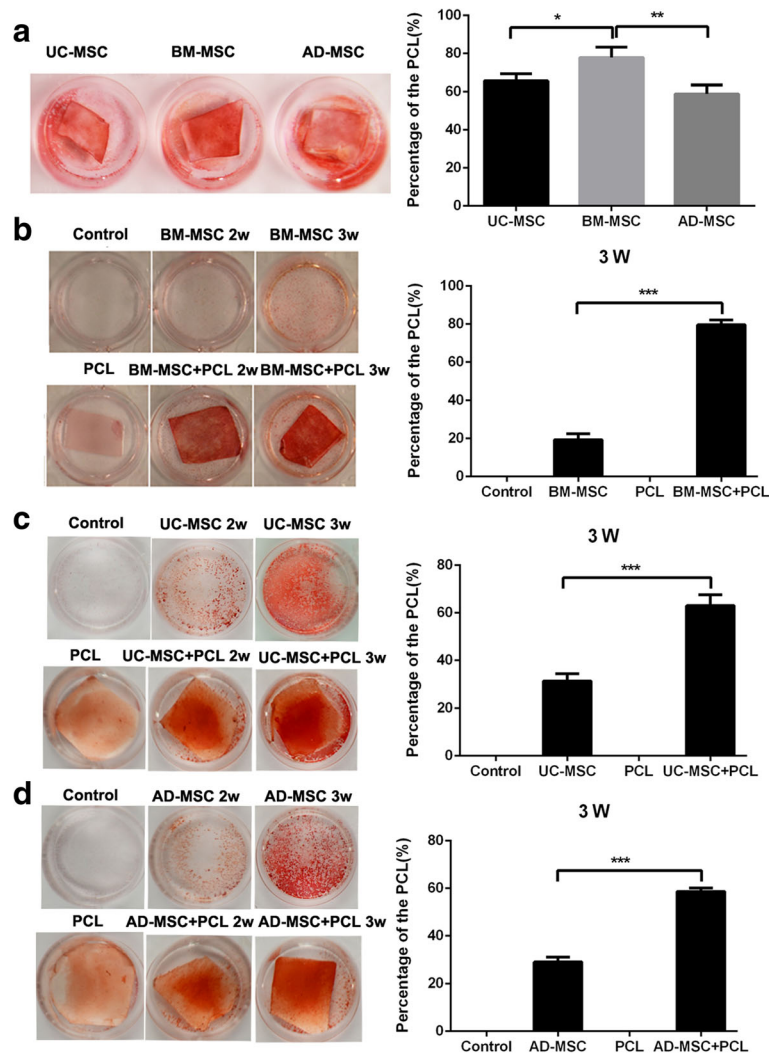 a
UC-MSC BM-MSC AD-MSC
Percentage of the PCL(%)
100
80
60
40
20
0
* **
UC-MSC BM-MSC AD-MSC
b
Control BM-MSC 2w BM-MSC 3w
PCL BM-MSC+PCL 2w BM-MSC+PCL 3w
3 W
Percentage of the PCL(%)
100
80
60
40
20
0
***
Control BM-MSC PCL BM-MSC+PCL
c
Control UC-MSC 2w UC-MSC 3w
PCL UC-MSC+PCL 2w UC-MSC+PCL 3w
3 W
Percentage of the PCL(%)
80
60
40
20
0
***
Control UC-MSC PCL UC-MSC+PCL
d
Control AD-MSC 2w AD-MSC 3w
PCL AD-MSC+PCL 2w AD-MSC+PCL 3w
3 W
Percentage of the PCL(%)
80
60
40
20
0
***
Control AD-MSC PCL AD-MSC+PCL